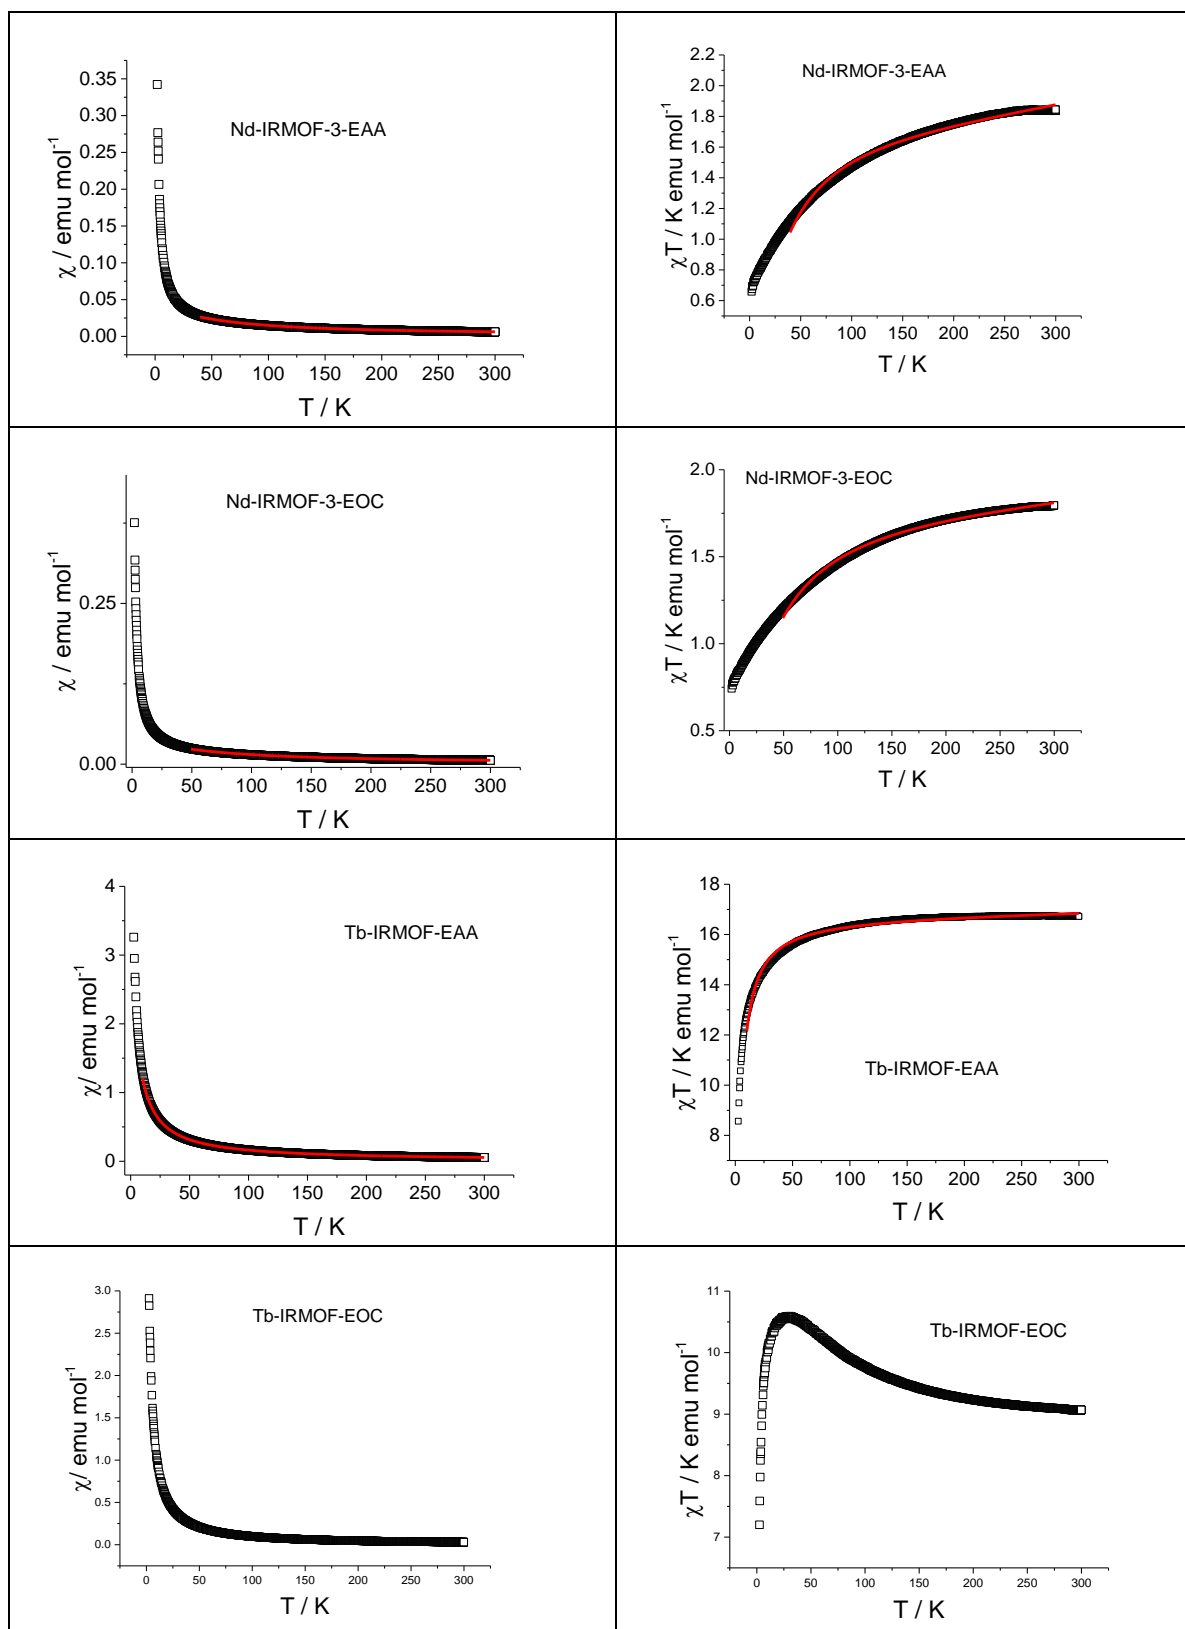 Nd-IRMOF-3-EAA
χ / emu mol⁻¹
0.35
0.30
0.25
0.20
0.15
0.10
0.05
0.00
0 50 100 150 200 250 300
T / K
Nd-IRMOF-3-EAA
χT / K emu mol⁻¹
2.2
2.0
1.8
1.6
1.4
1.2
1.0
0.8
0.6
0 50 100 150 200 250 300
T / K
Nd-IRMOF-3-EOC
χ / emu mol⁻¹
0.25
0.00
0 50 100 150 200 250 300
T / K
Nd-IRMOF-3-EOC
χT / K emu mol⁻¹
2.0
1.5
1.0
0.5
0 50 100 150 200 250 300
T / K
Tb-IRMOF-EAA
χ/ emu mol⁻¹
4
3
2
1
0
0 50 100 150 200 250 300
T / K
Tb-IRMOF-EAA
χT / K emu mol⁻¹
18
16
14
12
10
8
0 50 100 150 200 250 300
T / K
Tb-IRMOF-EOC
χ/ emu mol⁻¹
3.0
2.5
2.0
1.5
1.0
0.5
0.0
0 50 100 150 200 250 300
T / K
Tb-IRMOF-EOC
χT / K emu mol⁻¹
11
10
9
8
7
0 50 100 150 200 250 300
T / K